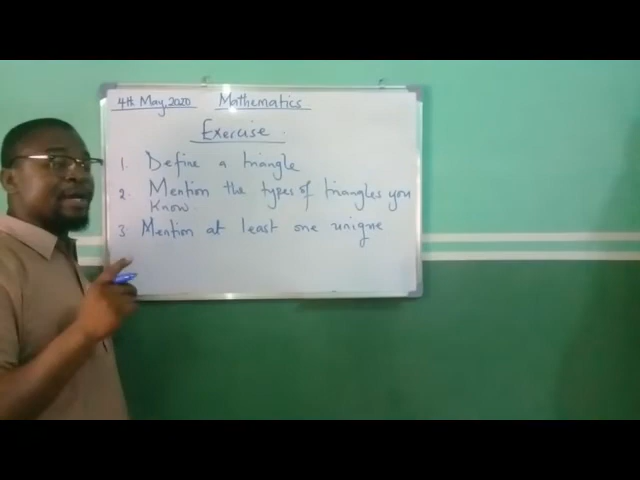 4th May, 2020 Mathematics
Exercise.
1. Define a triangle
2. Mention the types of triangles you
know.
3 Mention at least one unique